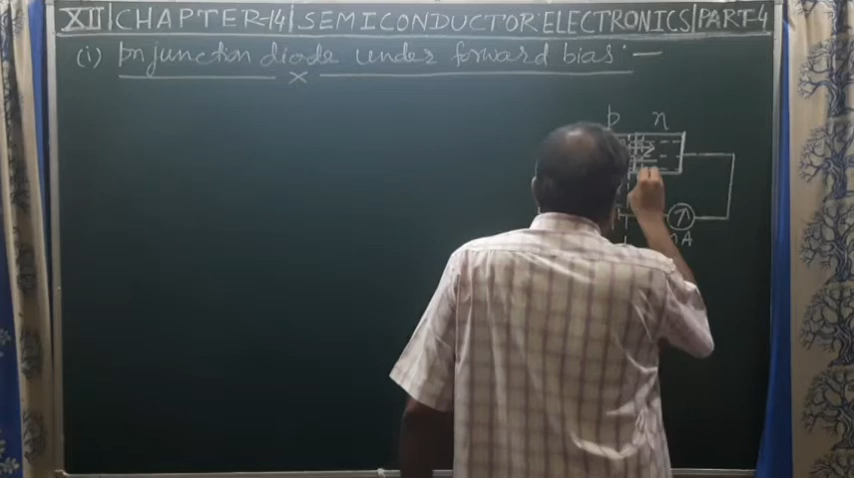 XII | CHAPTER-14 | SEMICONDUCTOR ELECTRONICS | PART-4
(i) pn junction diode under forward bias :—
p n
A